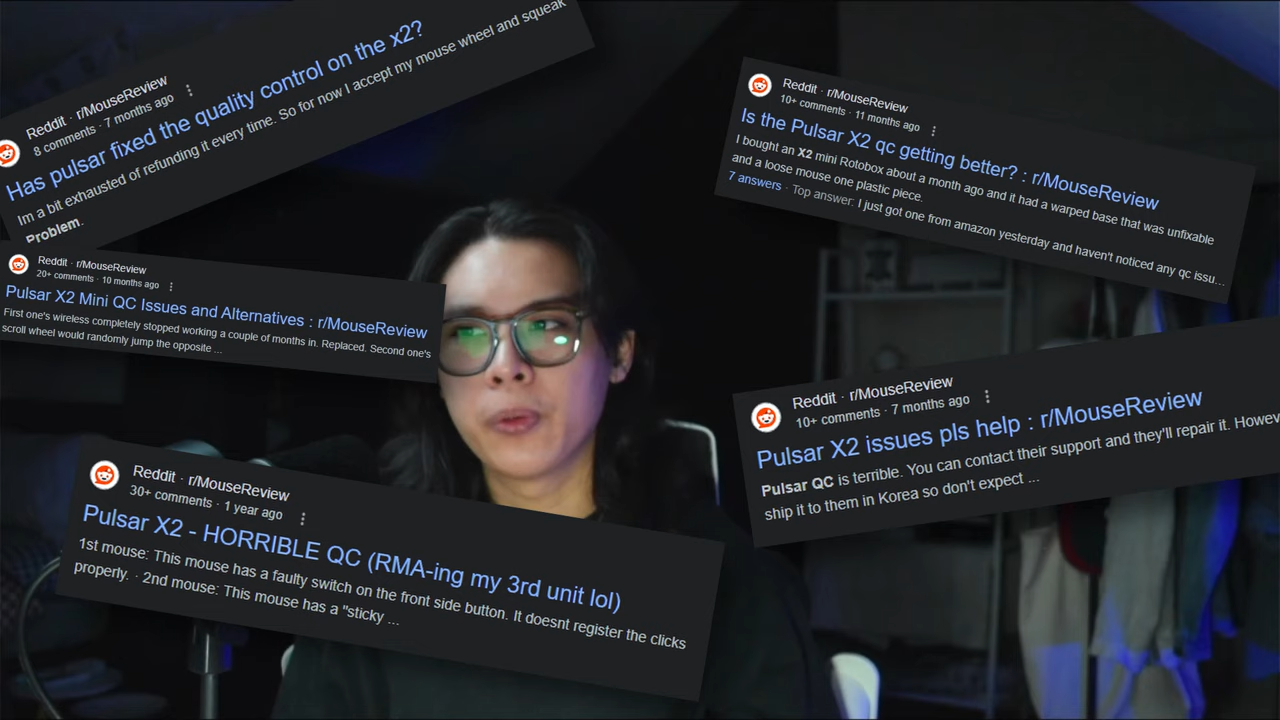 Reddit · r/MouseReview
8 comments · 7 months ago
Has pulsar fixed the quality control on the x2?
Im a bit exhausted of refunding it every time. So for now I accept my mouse wheel and squeak
Problem.
Reddit · r/MouseReview
10+ comments · 11 months ago
Is the Pulsar X2 qc getting better? : r/MouseReview
I bought an X2 mini Rotobox about a month ago and it had a warped base that was unfixable
and a loose mouse one plastic piece.
7 answers · Top answer: I just got one from amazon yesterday and haven't noticed any qc issu...
Reddit · r/MouseReview
20+ comments · 10 months ago
Pulsar X2 Mini QC Issues and Alternatives : r/MouseReview
First one's wireless completely stopped working a couple of months in. Replaced. Second one's
scroll wheel would randomly jump the opposite ...
Reddit · r/MouseReview
10+ comments · 7 months ago
Pulsar X2 issues pls help : r/MouseReview
Pulsar QC is terrible. You can contact their support and they'll repair it. Howev
ship it to them in Korea so don't expect ...
Reddit · r/MouseReview
30+ comments · 1 year ago
Pulsar X2 - HORRIBLE QC (RMA-ing my 3rd unit lol)
1st mouse: This mouse has a faulty switch on the front side button. It doesnt register the clicks
properly. · 2nd mouse: This mouse has a "sticky ...